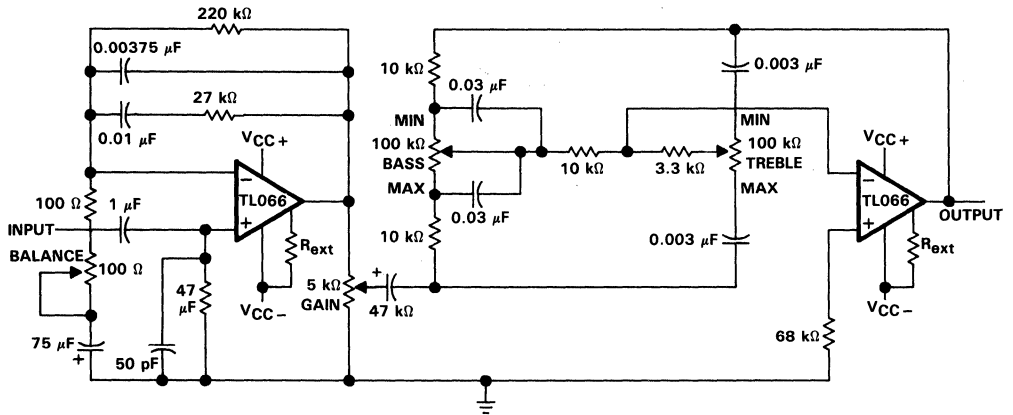 220 kΩ
0.00375 μF
27 kΩ
0.01 μF
VCC+
−
TL066
+
100 Ω
1 μF
INPUT
BALANCE
100 Ω
47
μF
75 μF
+
50 pF
Rext
VCC−
5 kΩ
GAIN
+
47 kΩ
10 kΩ
0.03 μF
MIN
100 kΩ
BASS
MAX
0.03 μF
10 kΩ
10 kΩ
3.3 kΩ
0.003 μF
MIN
100 kΩ
TREBLE
MAX
0.003 μF
VCC+
−
TL066
+
OUTPUT
Rext
VCC−
68 kΩ